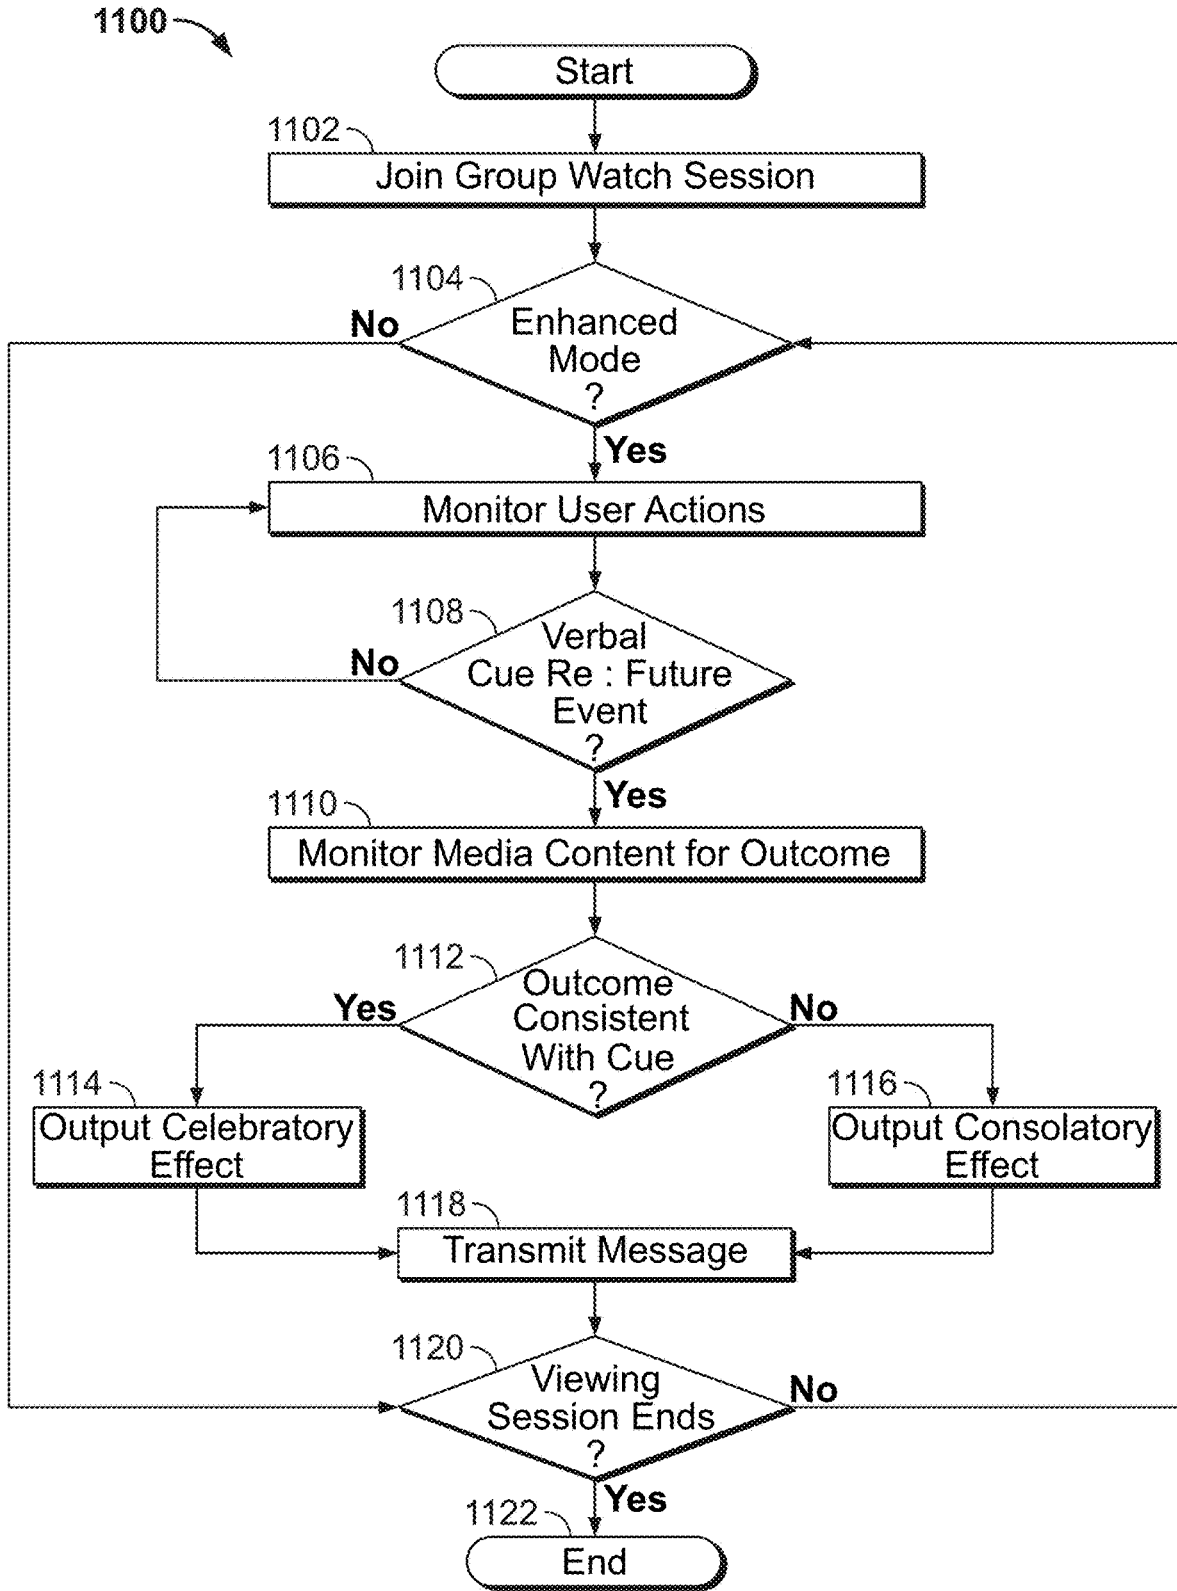 1100
Start
1102
Join Group Watch Session
1104
No
Enhanced
Mode
?
Yes
1106
Monitor User Actions
1108
No
Verbal
Cue Re : Future
Event
?
Yes
1110
Monitor Media Content for Outcome
1112
Yes
Outcome
Consistent
With Cue
?
No
1114
Output Celebratory
Effect
1116
Output Consolatory
Effect
1118
Transmit Message
1120
Viewing
Session Ends
?
No
Yes
1122
End